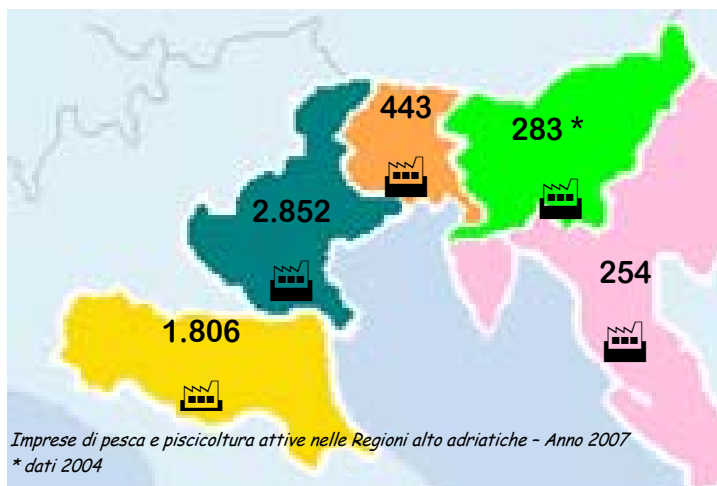 443
283 *
2.852
254
1.806
Imprese di pesca e piscicoltura attive nelle Regioni alto adriatiche – Anno 2007
* dati 2004